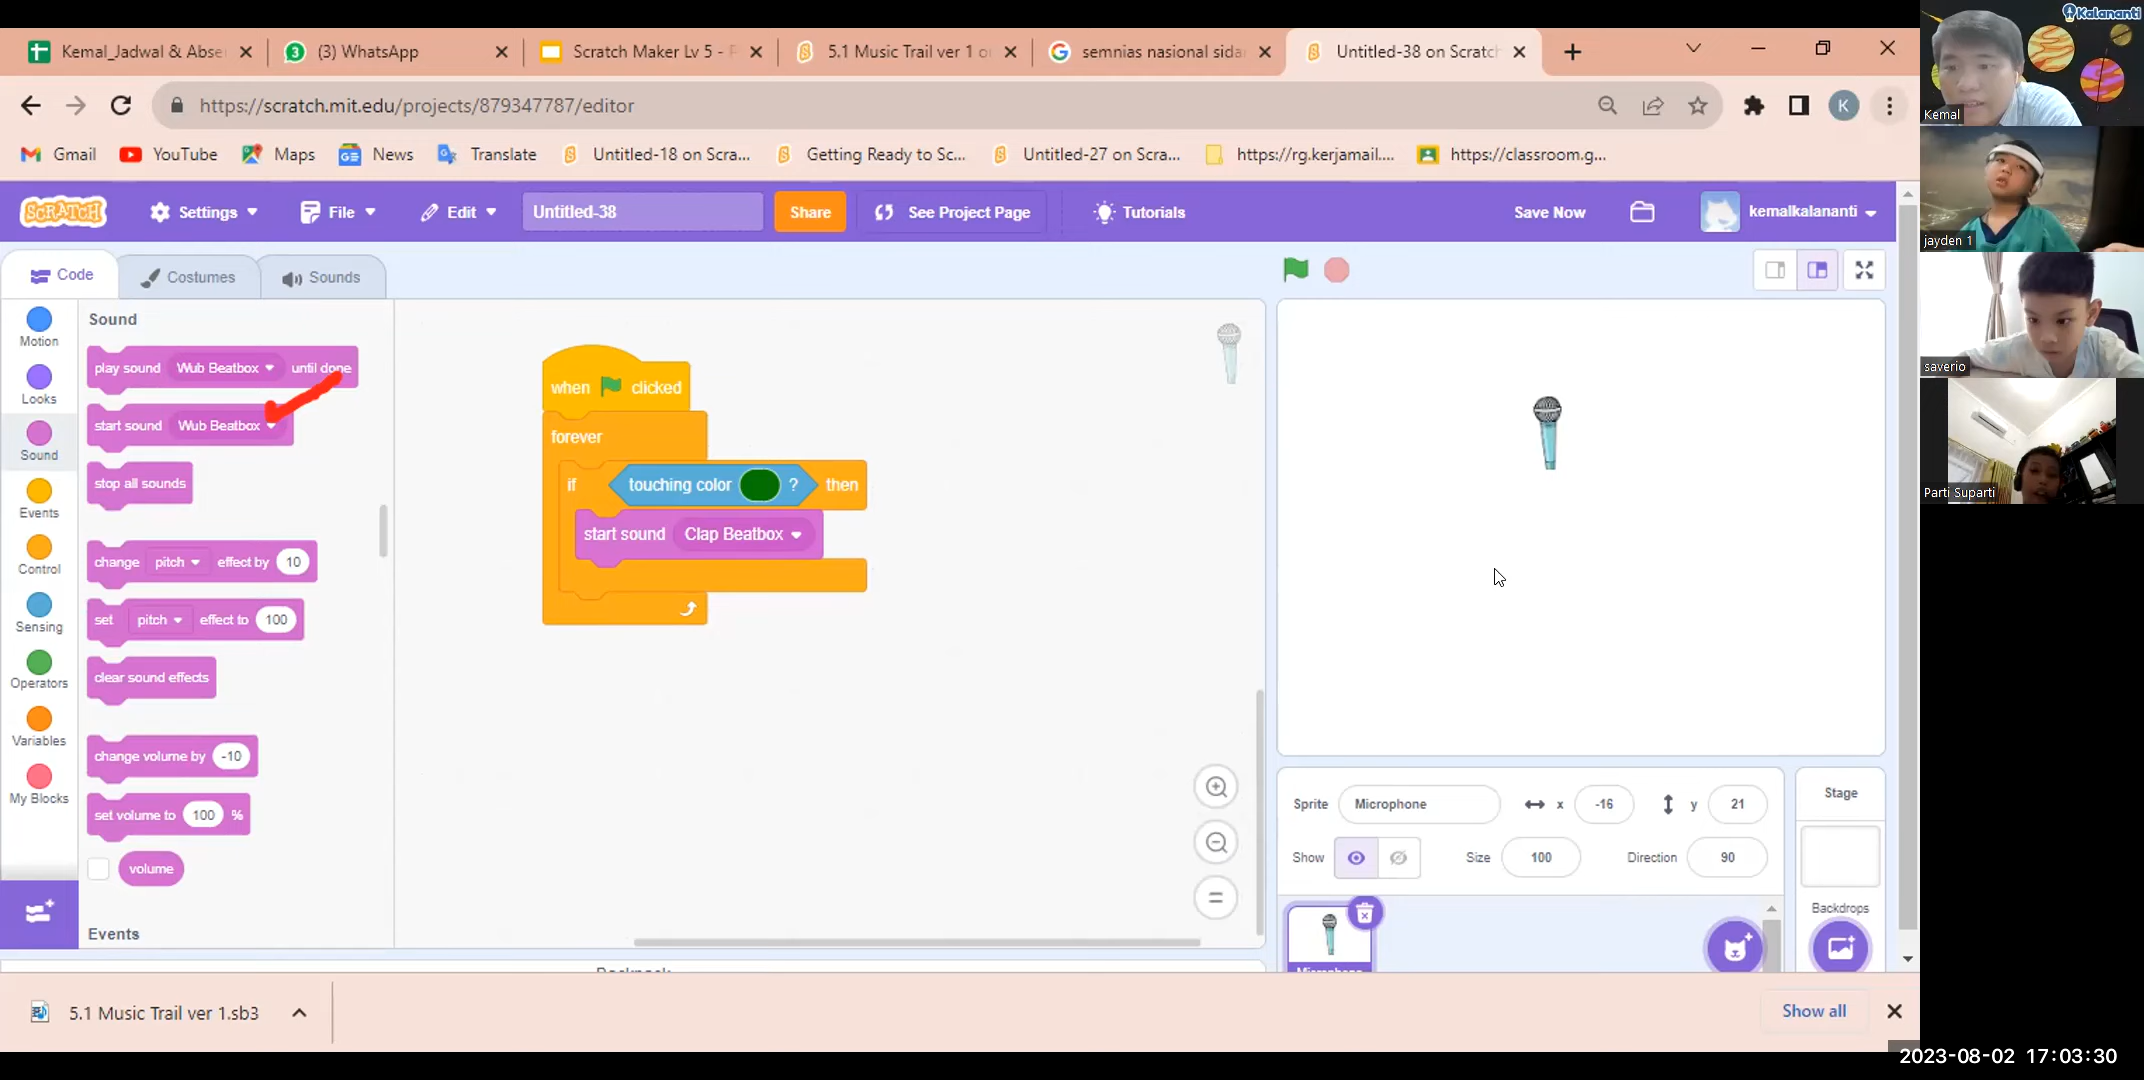 Kemal_Jadwal & Abse
(3) WhatsApp
Scratch Maker Lv 5 -
5.1 Music Trail ver 1 o
semnias nasional sida
Untitled-38 on Scratch
https://scratch.mit.edu/projects/879347787/editor
K
Gmail
YouTube
Maps
News
Translate
Untitled-18 on Scra...
Getting Ready to Sc...
Untitled-27 on Scra...
https://rg.kerjamail....
https://classroom.g...
SCRATCH
Settings
File
Edit
Untitled-38
Share
See Project Page
Tutorials
Save Now
kemalkalananti
Code
Costumes
Sounds
Motion
Looks
Sound
Events
Control
Sensing
Operators
Variables
My Blocks
Sound
play sound Wub Beatbox until done
start sound Wub Beatbox
stop all sounds
change pitch effect by 10
set pitch effect to 100
clear sound effects
change volume by -10
set volume to 100 %
volume
Events
when clicked
forever
if touching color ? then
start sound Clap Beatbox
Sprite Microphone x -16 y 21
Show Size 100 Direction 90
Microphone
Stage
Backdrops
Backpack
5.1 Music Trail ver 1.sb3
Show all
Kalananti
Kemal
jayden 1
saverio
Parti Suparti
2023-08-02 17:03:30